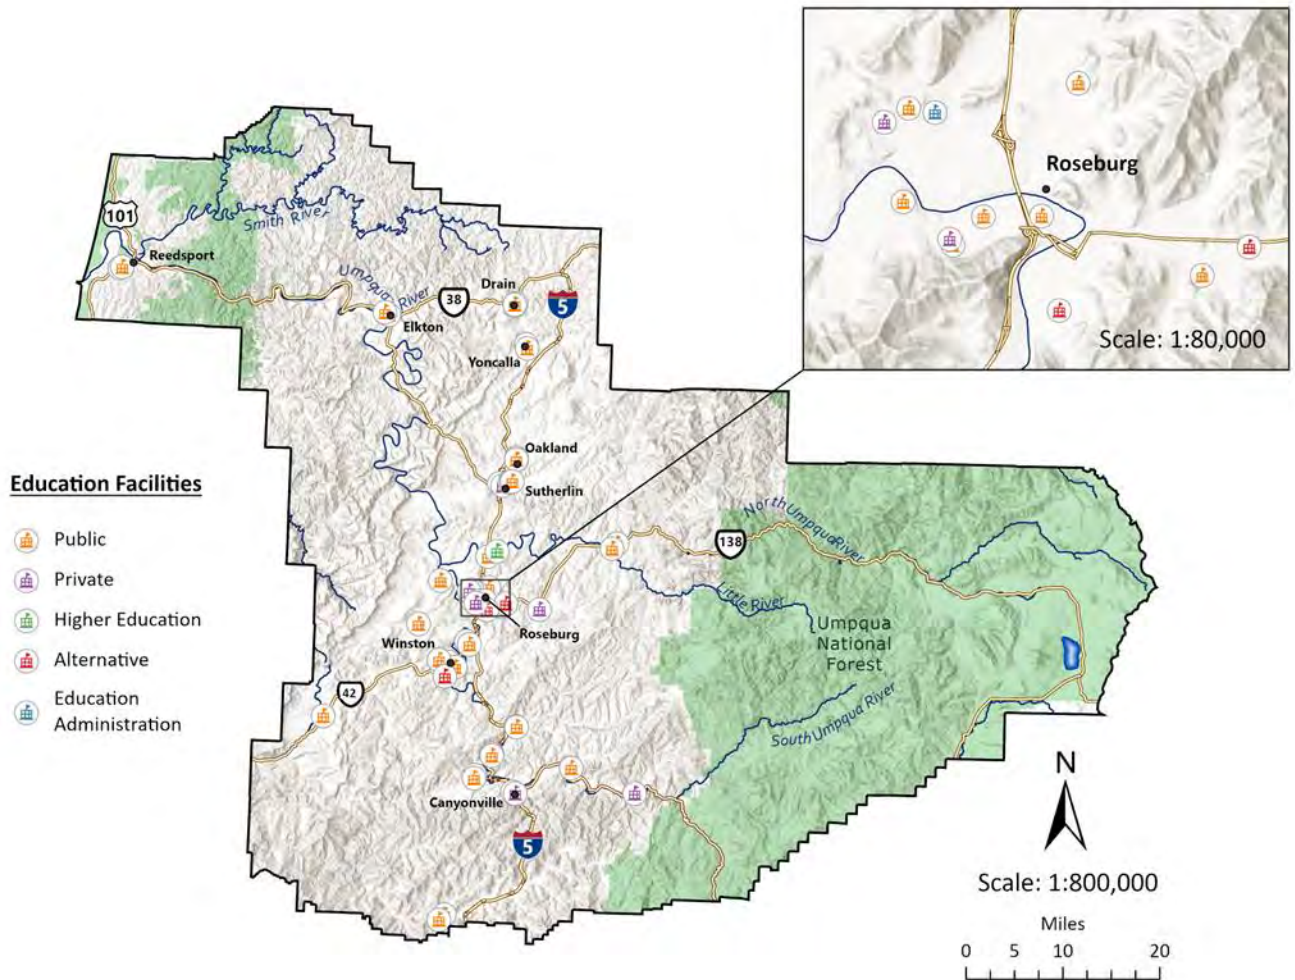 Roseburg
Scale: 1:80,000
101
Smith River
Reedsport
Umpqua River
Drain
38
5
Elkton
Yoncalla
Oakland
Sutherlin
Education Facilities
Public
Private
Higher Education
Alternative
Education
Administration
North Umpqua River
138
Little River
Roseburg
Umpqua
National
Forest
Winston
42
South Umpqua River
Canyonville
5
N
Scale: 1:800,000
Miles
0 5 10 20